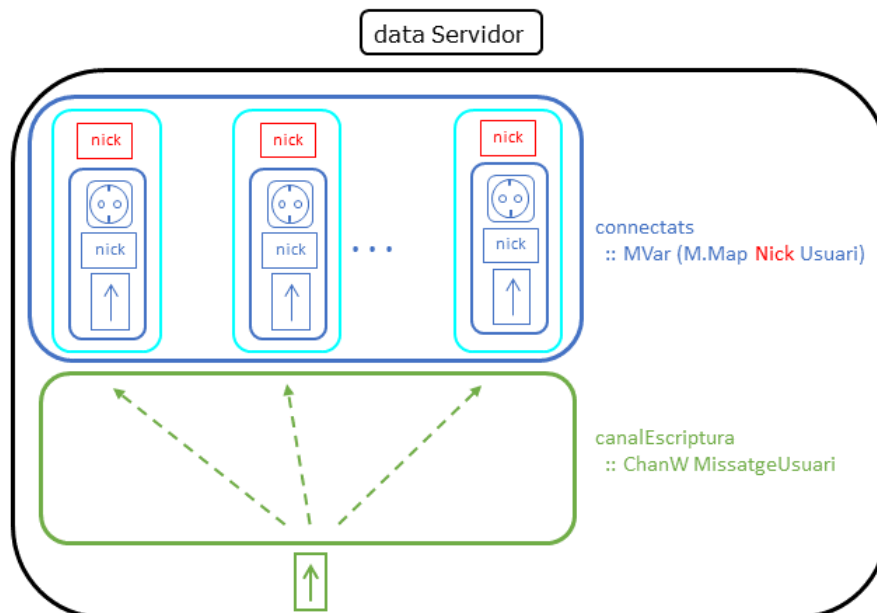 data Servidor
nick
nick
nick
nick
nick
nick
...
connectats
:: MVar (M.Map Nick Usuari)
canalEscriptura
:: ChanW MissatgeUsuari